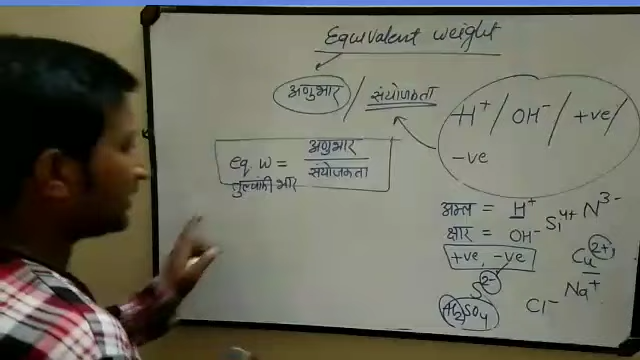 Equivalent weight
अणुभार / संयोजकता
H⁺ / OH⁻ / +ve /
-ve
eq. w = अणुभार / संयोजकता
तुल्यांकी भार
अम्ल = H⁺
क्षार = OH⁻
+ve, -ve
S²⁻
H₂SO₄
Si⁴⁺ N³⁻
Cu²⁺
Na⁺
Cl⁻